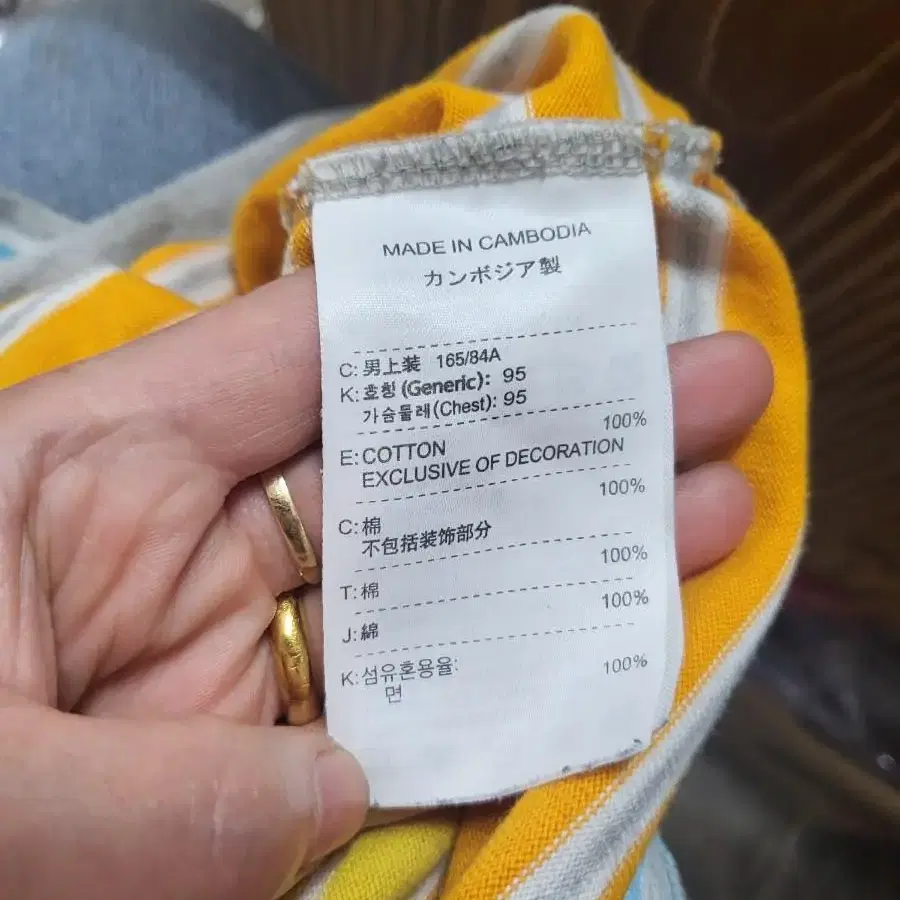 MADE IN CAMBODIA
カンボジア製
C: 男上装 165/84A
K: 호칭 (Generic): 95
가슴둘레(Chest): 95
E: COTTON 100%
EXCLUSIVE OF DECORATION
C: 棉 100%
不包括装饰部分
T: 棉 100%
J: 綿 100%
K: 섬유혼용율:
면 100%